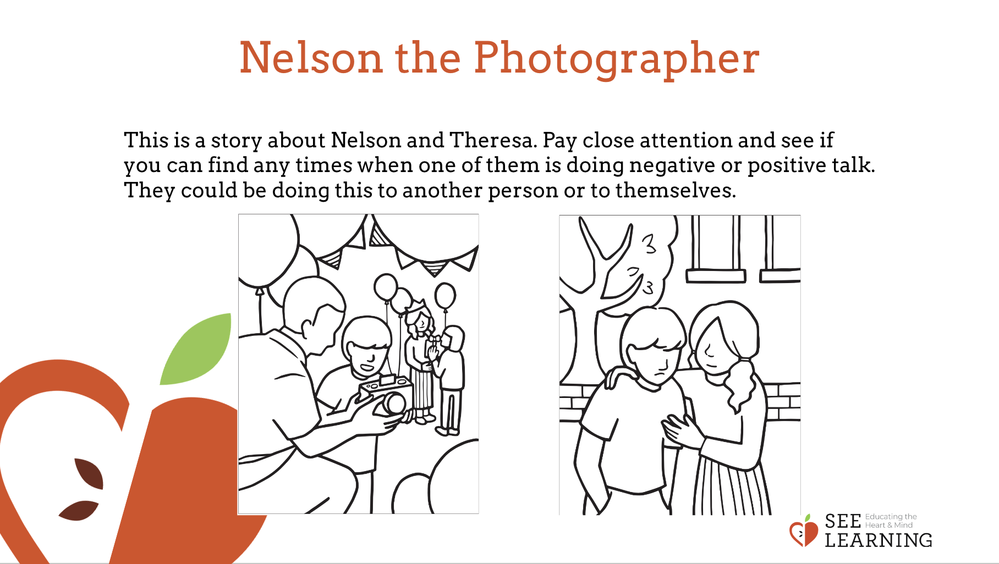 Nelson the Photographer
This is a story about Nelson and Theresa. Pay close attention and see if
you can find any times when one of them is doing negative or positive talk.
They could be doing this to another person or to themselves.
SEE Educating the
Heart & Mind
LEARNING